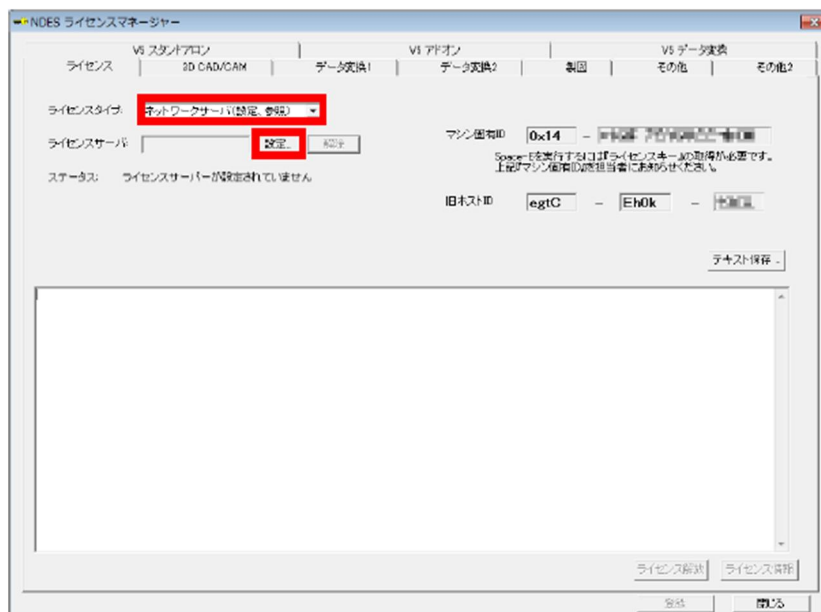 NDES ライセンスマネージャー
V5 スタンドアロン
V5 アドオン
V5 データ変換
ライセンス
3D CAD/CAM
データ変換1
データ変換2
製図
その他
その他2
ライセンスタイプ:
ネットワークサーバ(設定、参照)
ライセンスサーバ:
設定..
解除
ステータス:
ライセンスサーバーが設定されていません
マシン固有ID
0x14 -
Space-Eを実行するには『ライセンスキー』の取得が必要です。
上記『マシン固有ID』を担当者にお知らせください。
旧ホストID
egtC - Eh0k -
テキスト保存..
ライセンス解放
ライセンス情報
登録
閉じる